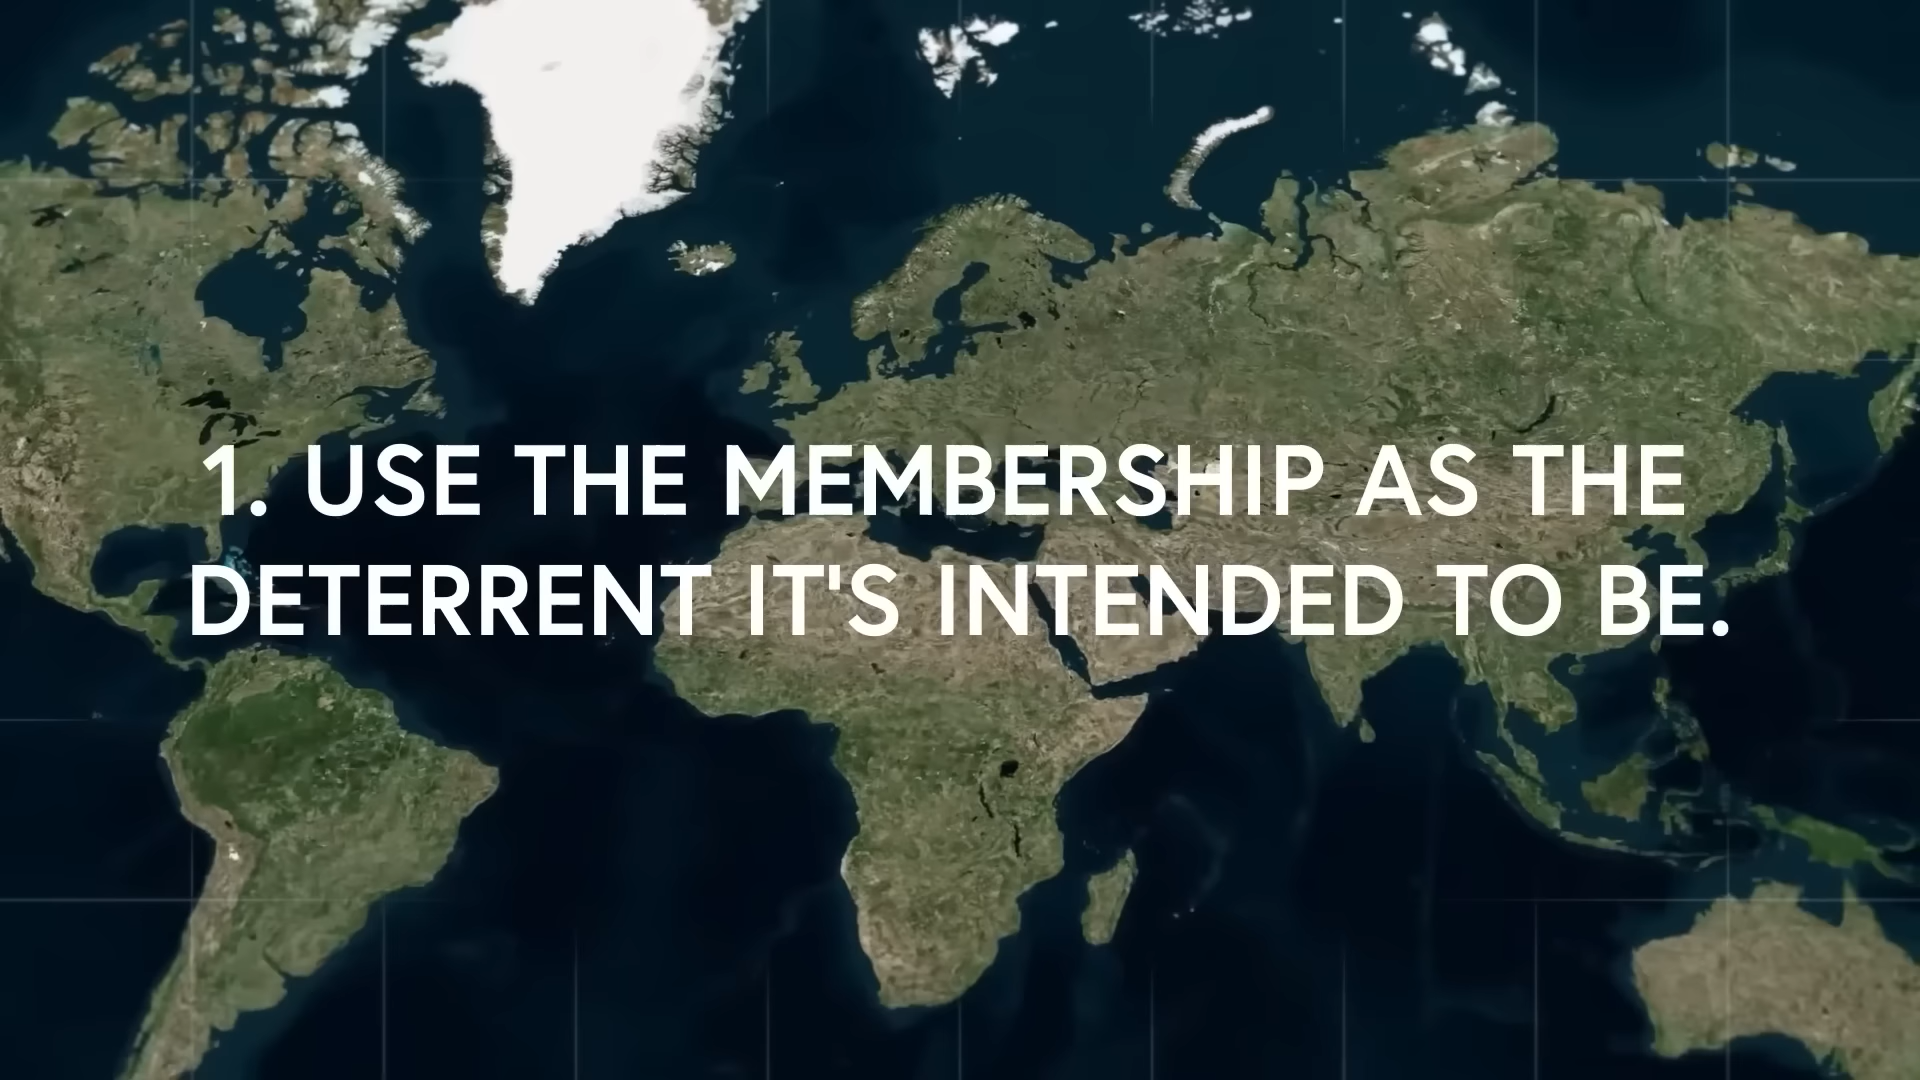 1. USE THE MEMBERSHIP AS THE
DETERRENT IT'S INTENDED TO BE.